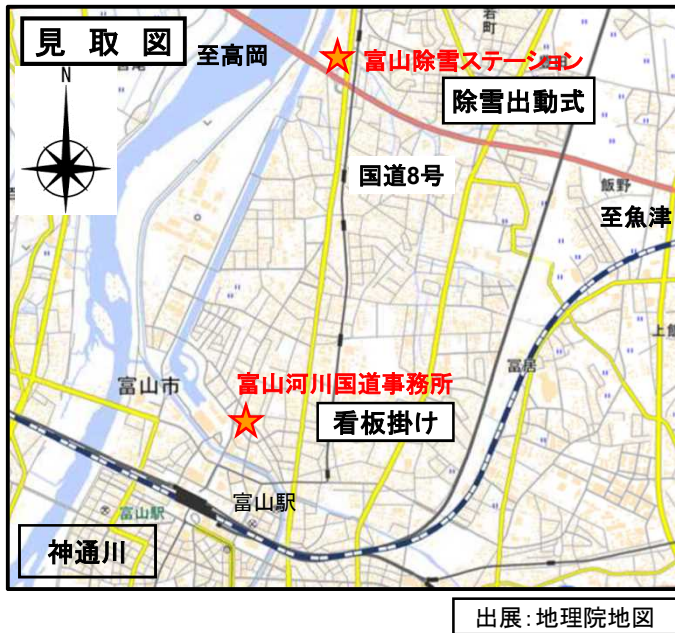 見取図
至高岡
N
富山除雪ステーション
除雪出動式
国道8号
飯野
至魚津
富居
富山河川国道事務所
富山市
看板掛け
富山駅
富山駅
神通川
出展:地理院地図